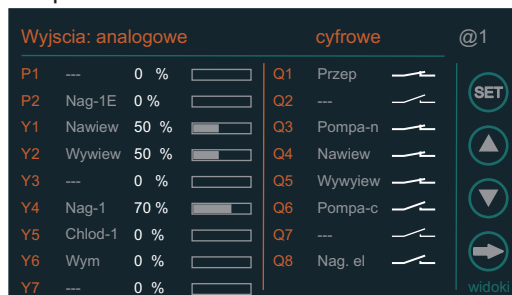 Wyjscia: analogowe cyfrowe @1
P1 --- 0 % Q1 Przep
SET
P2 Nag-1E 0 % Q2 ---
Y1 Nawiew 50 % Q3 Pompa-n
Y2 Wywiew 50 % Q4 Nawiew
Y3 --- 0 % Q5 Wywyiew
Y4 Nag-1 70 % Q6 Pompa-c
Y5 Chlod-1 0 % Q7 ---
Y6 Wym 0 % Q8 Nag. el
Y7 --- 0 % widoki